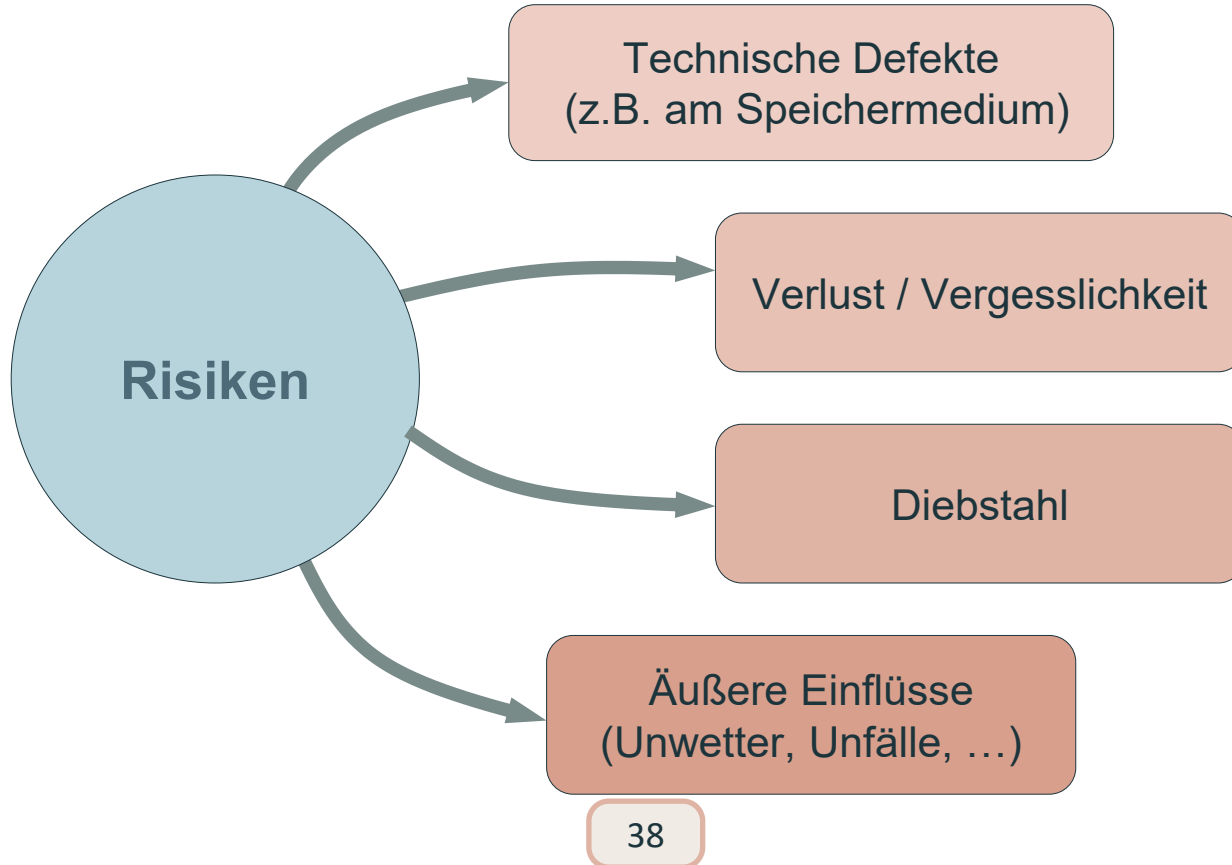 Technische Defekte
(z.B. am Speichermedium)
Verlust / Vergesslichkeit
Risiken
Diebstahl
Äußere Einflüsse
(Unwetter, Unfälle, …)
38